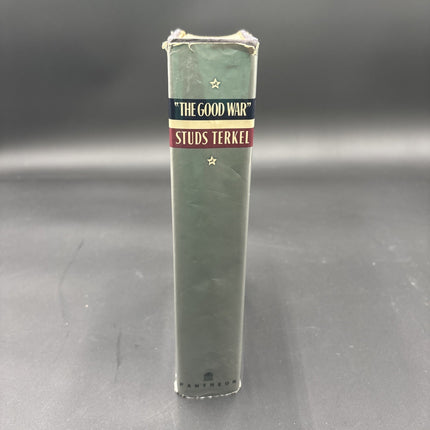 "THE GOOD WAR"
STUDS TERKEL
PANTHEON